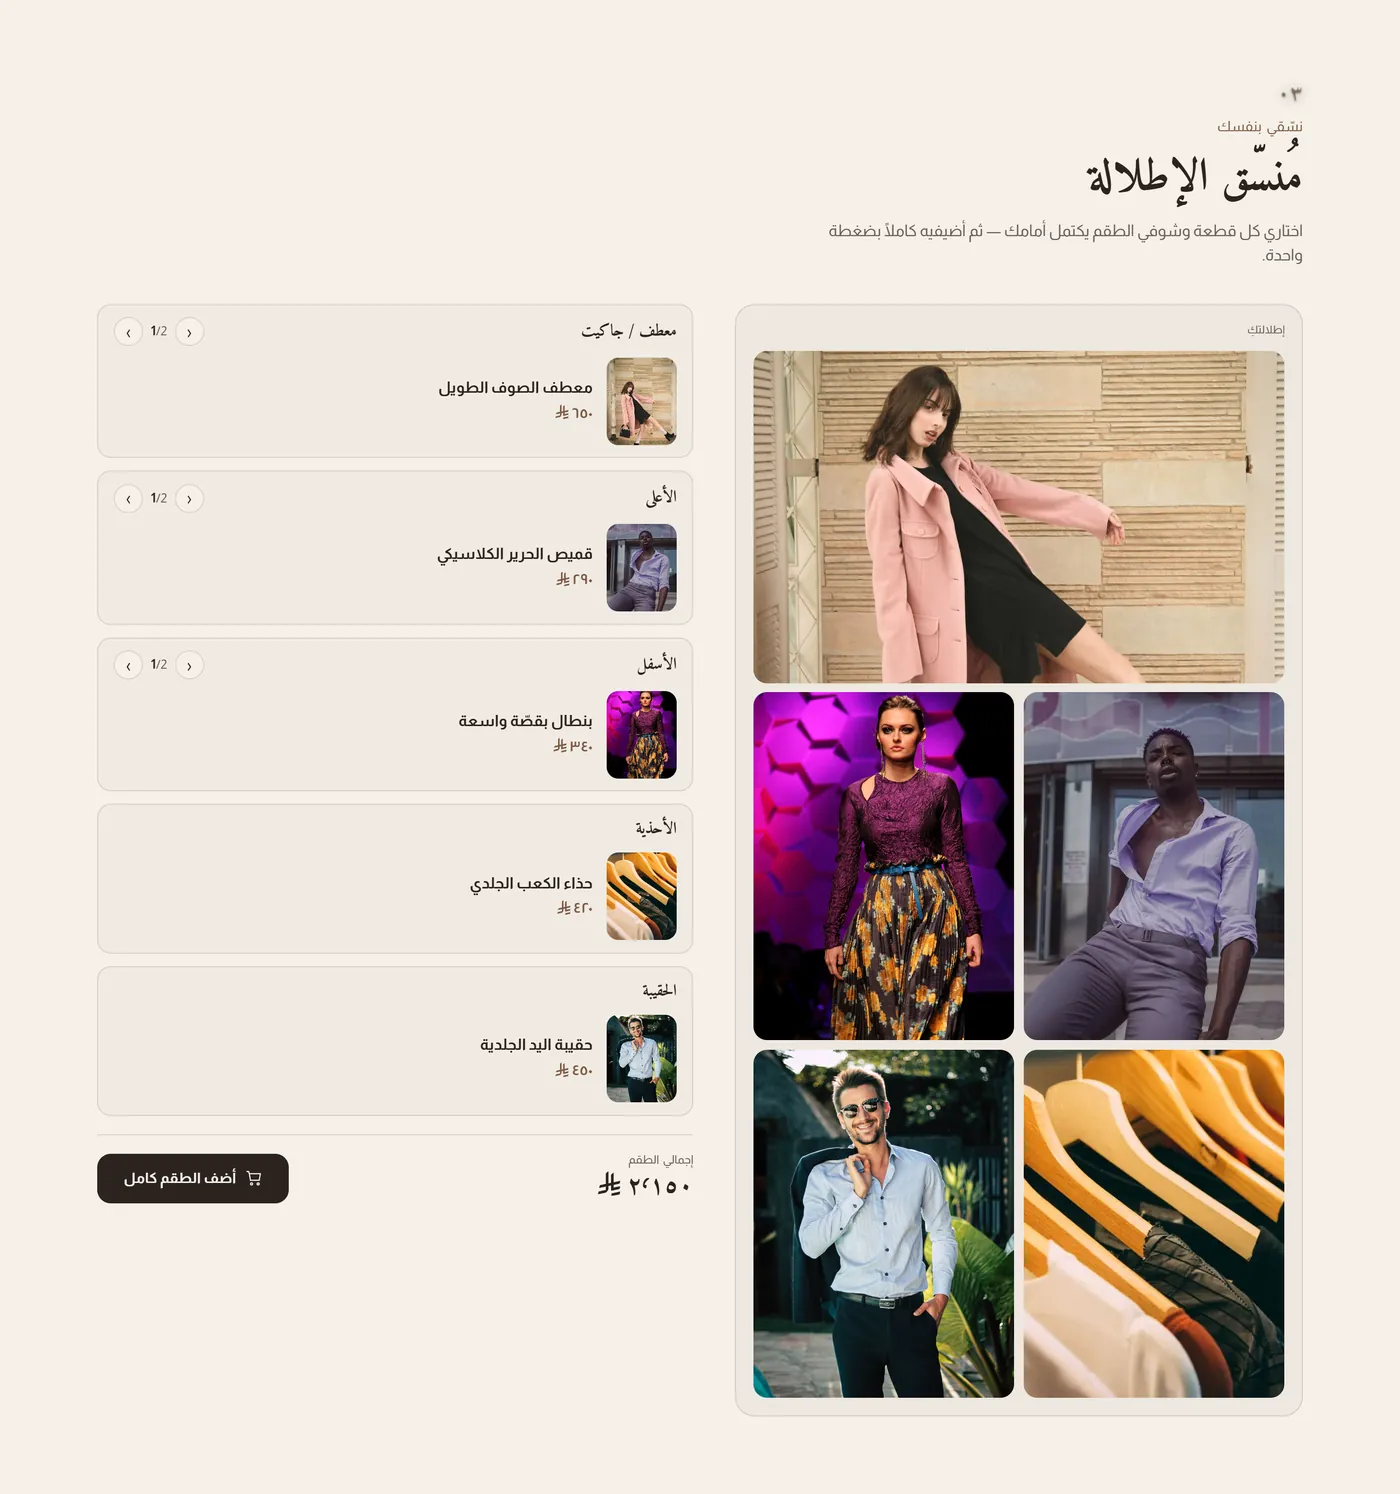 ٠٣
نسّقي بنفسك
مُنسّق الإطلالة
اختاري كل قطعة وشوفي الطقم يكتمل أمامك — ثم أضيفيه كاملاً بضغطة
واحدة.
إطلالتكِ
معطف / جاكيت
‹ 1/2 ›
معطف الصوف الطويل
٦٥٠ ⃁
الأعلى
‹ 1/2 ›
قميص الحرير الكلاسيكي
٢٩٠ ⃁
الأسفل
‹ 1/2 ›
بنطال بقصّة واسعة
٣٤٠ ⃁
الأحذية
حذاء الكعب الجلدي
٤٢٠ ⃁
الحقيبة
حقيبة اليد الجلدية
٤٥٠ ⃁
إجمالي الطقم
٢٬١٥٠ ⃁
أضف الطقم كامل